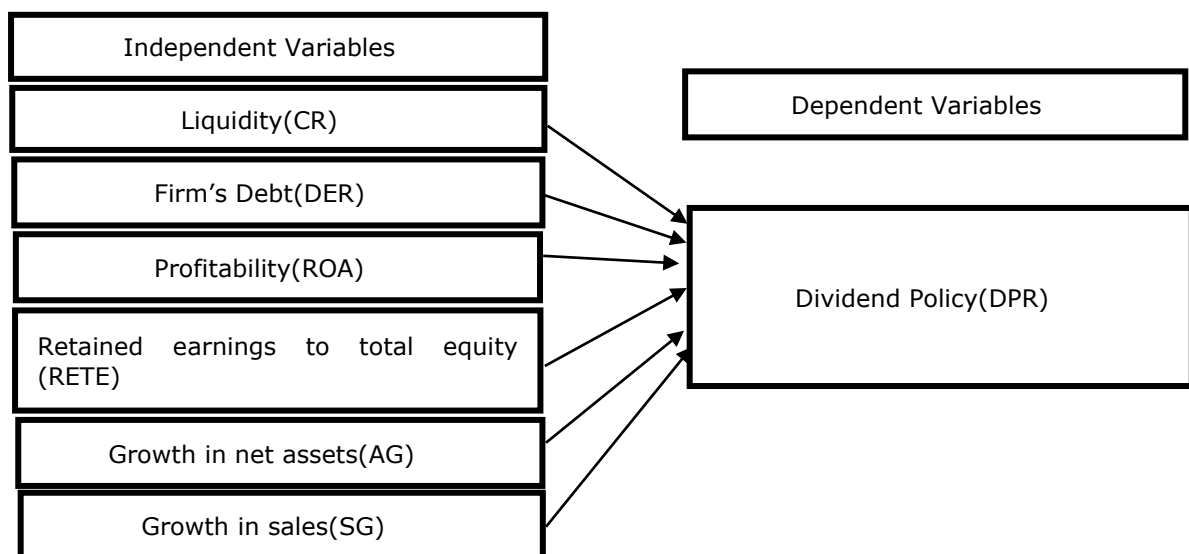 Independent Variables
Liquidity(CR)
Firm’s Debt(DER)
Profitability(ROA)
Retained earnings to total equity
(RETE)
Growth in net assets(AG)
Growth in sales(SG)
Dependent Variables
Dividend Policy(DPR)